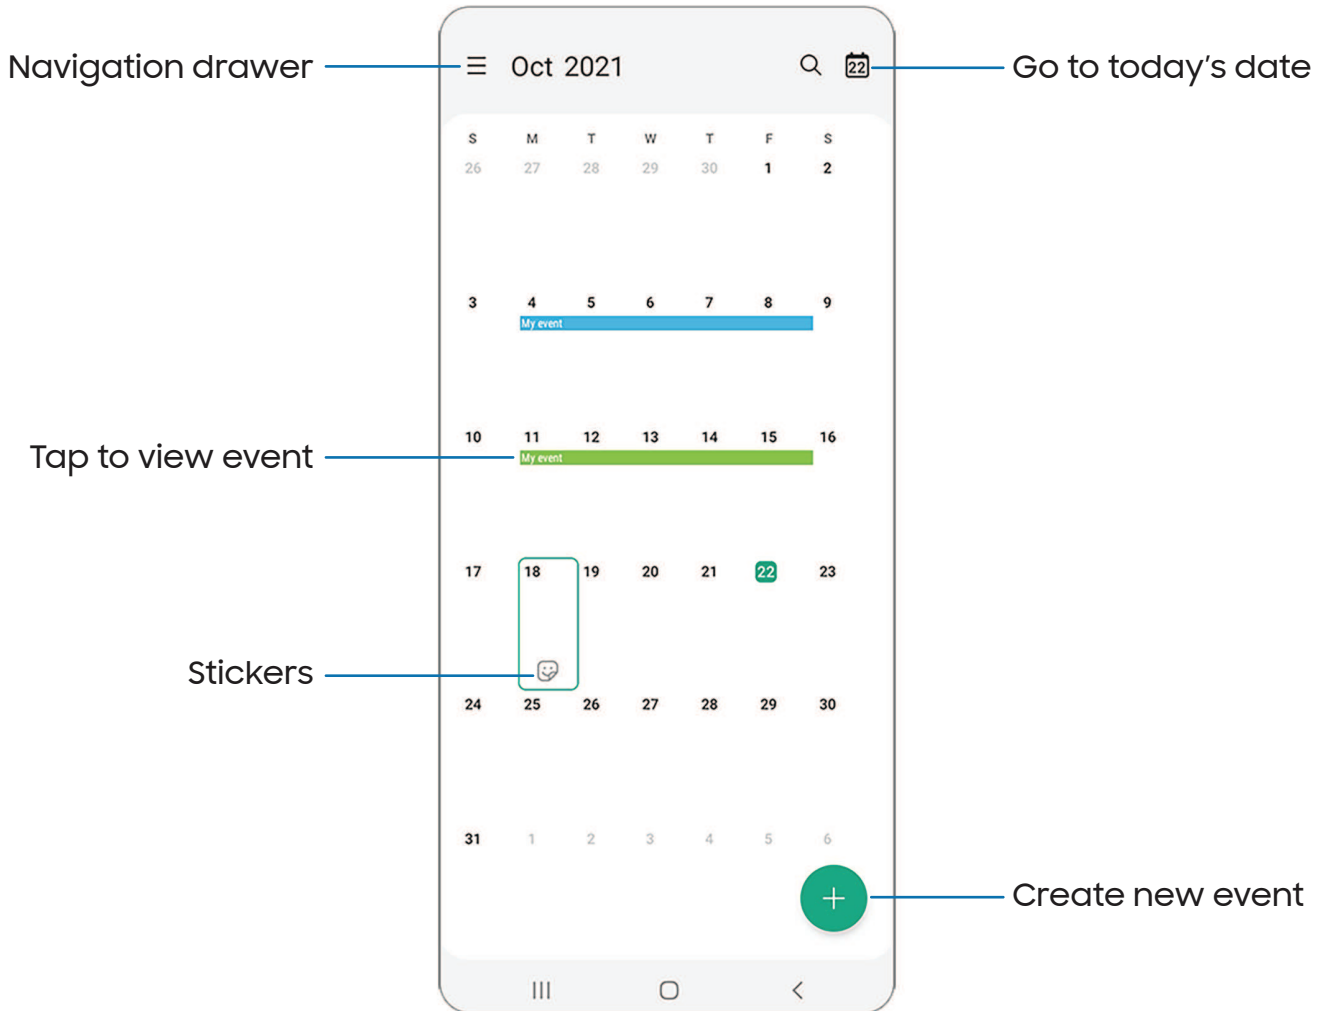 Navigation drawer
Oct 2021
22
Go to today's date
S M T W T F S
26 27 28 29 30 1 2
3 4 5 6 7 8 9
My event
10 11 12 13 14 15 16
Tap to view event
My event
17 18 19 20 21 22 23
Stickers
24 25 26 27 28 29 30
31 1 2 3 4 5 6
Create new event